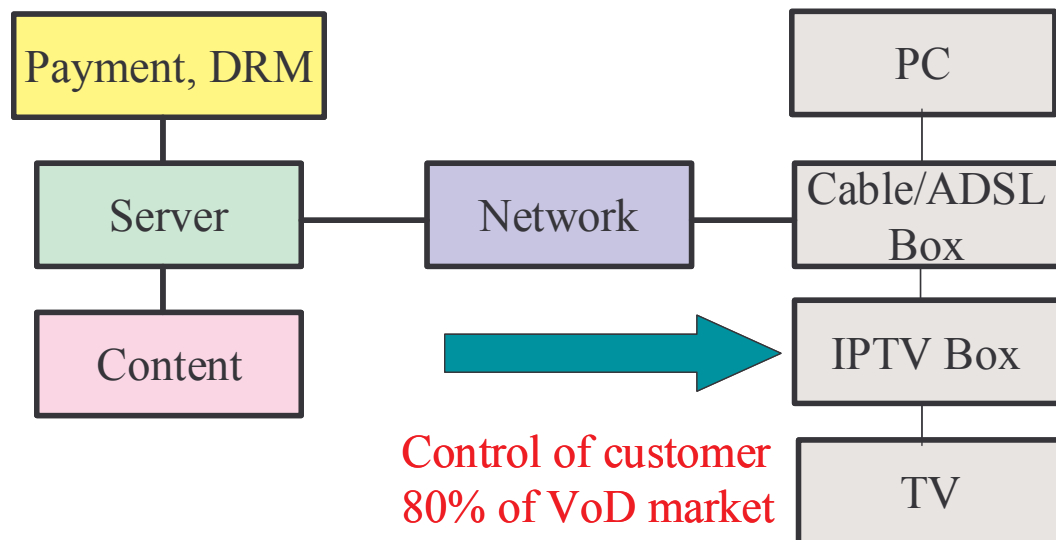 Payment, DRM
PC
Server
Network
Cable/ADSL
Box
Content
IPTV Box
Control of customer
80% of VoD market
TV